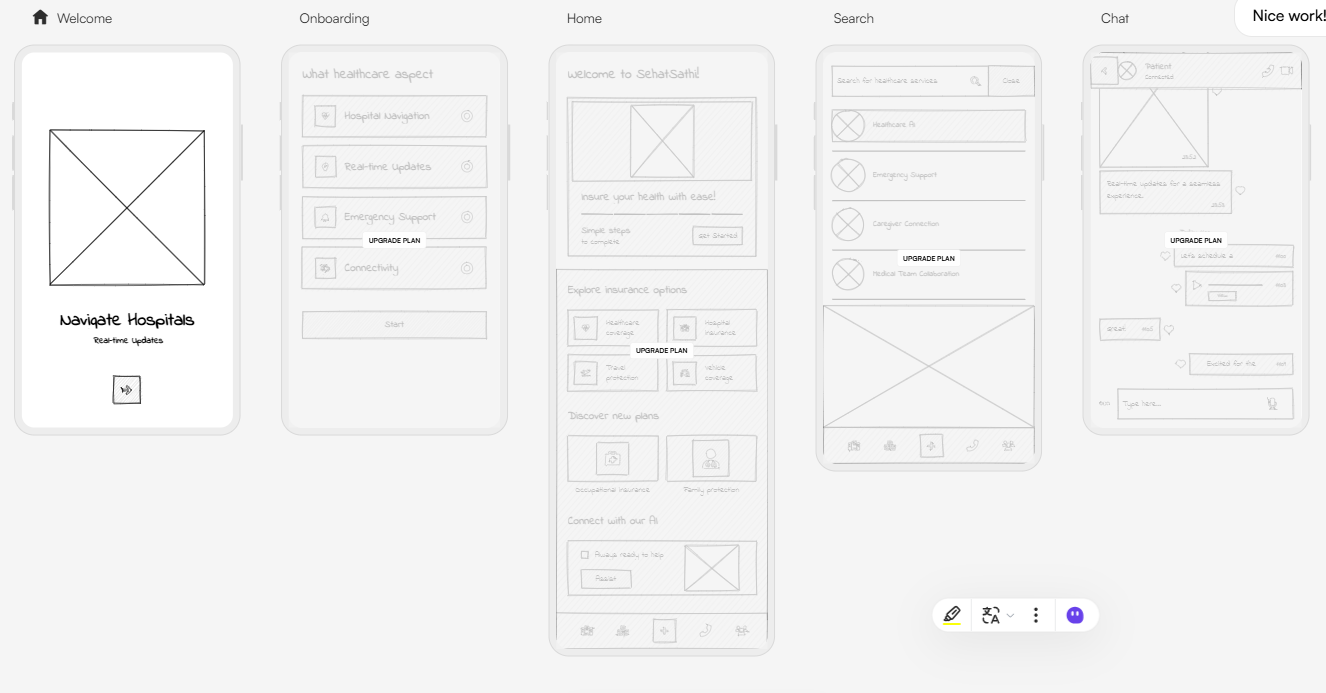 Welcome
Onboarding
Home
Search
Chat
Nice work!
Navigate Hospitals
Real-time Updates
What healthcare aspect
Hospital Navigation
Real-time Updates
Emergency Support
UPGRADE PLAN
Connectivity
Start
Welcome to SehatSathi!
Insure your health with ease!
Simple steps
to complete
Get Started
Explore insurance options
Healthcare
coverage
Hospital
insurance
UPGRADE PLAN
Travel
protection
Vehicle
coverage
Discover new plans
Occupational insurance
Family protection
Connect with our AI
Always ready to help
Assist
Search for healthcare services
Close
Healthcare AI
Emergency Support
Caregiver Connection
UPGRADE PLAN
Medical Team Collaboration
Patient
Connected
Real-time updates for a seamless
experience.
UPGRADE PLAN
Let's schedule a
Great
Excited for the
Type here...